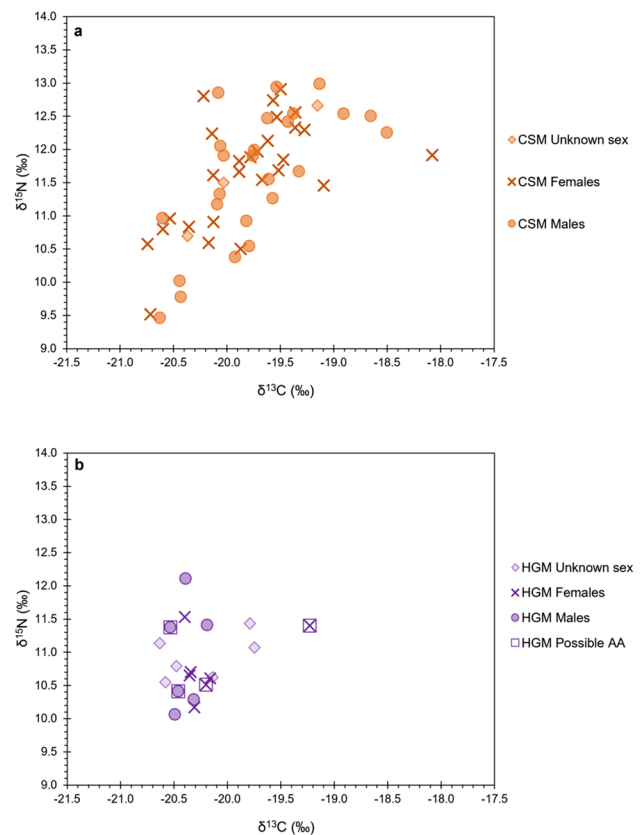 a
14.0
13.5
13.0
12.5
12.0
11.5
11.0
10.5
10.0
9.5
9.0
δ15N (‰)
-21.5 -21.0 -20.5 -20.0 -19.5 -19.0 -18.5 -18.0 -17.5
δ13C (‰)
CSM Unknown sex
CSM Females
CSM Males
b
14.0
13.5
13.0
12.5
12.0
11.5
11.0
10.5
10.0
9.5
9.0
δ15N (‰)
-21.5 -21.0 -20.5 -20.0 -19.5 -19.0 -18.5 -18.0 -17.5
δ13C (‰)
HGM Unknown sex
HGM Females
HGM Males
HGM Possible AA